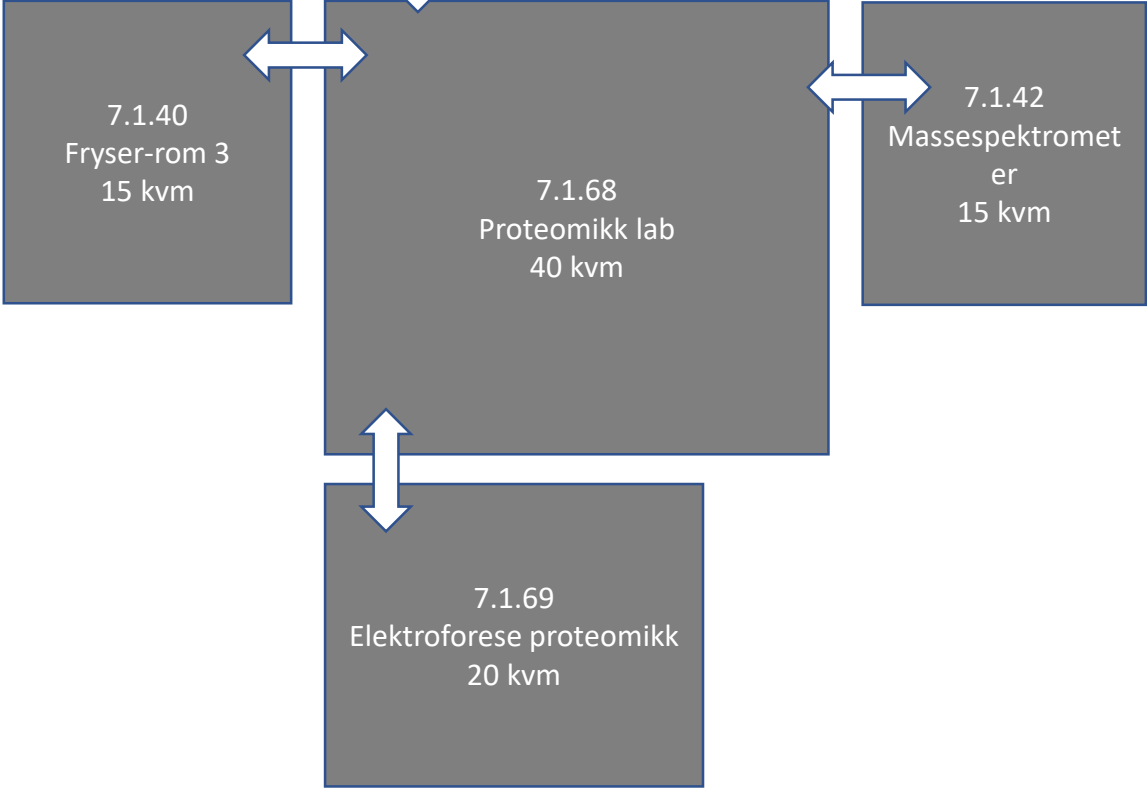 7.1.40
Fryser-rom 3
15 kvm
7.1.68
Proteomikk lab
40 kvm
7.1.42
Massespektromet
er
15 kvm
7.1.69
Elektroforese proteomikk
20 kvm